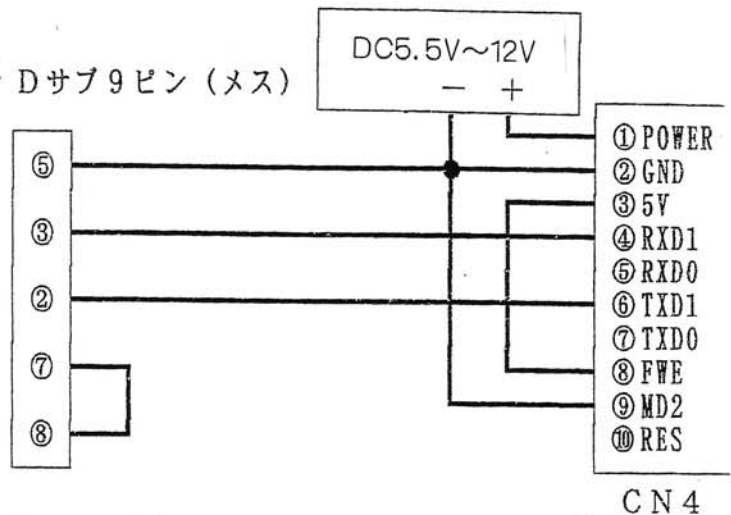 DC5.5V～12V
－ ＋
Dサブ9ピン（メス）
⑤
③
②
⑦
⑧
①POWER
②GND
③5V
④RXD1
⑤RXD0
⑥TXD1
⑦TXD0
⑧FWE
⑨MD2
⑩RES
CN4